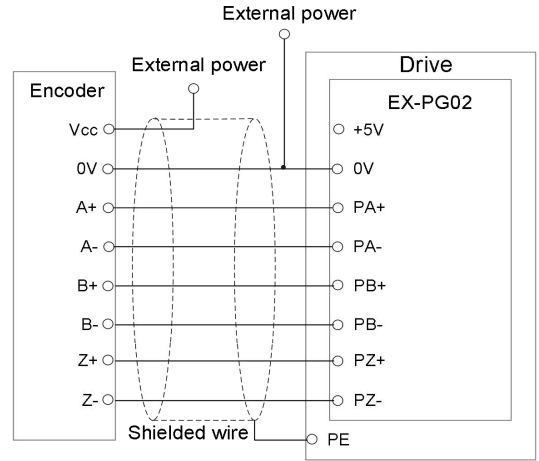 External power
External power
Drive
Encoder
EX-PG02
Vcc
+5V
0V
0V
A+
PA+
A-
PA-
B+
PB+
B-
PB-
Z+
PZ+
Z-
PZ-
Shielded wire
PE